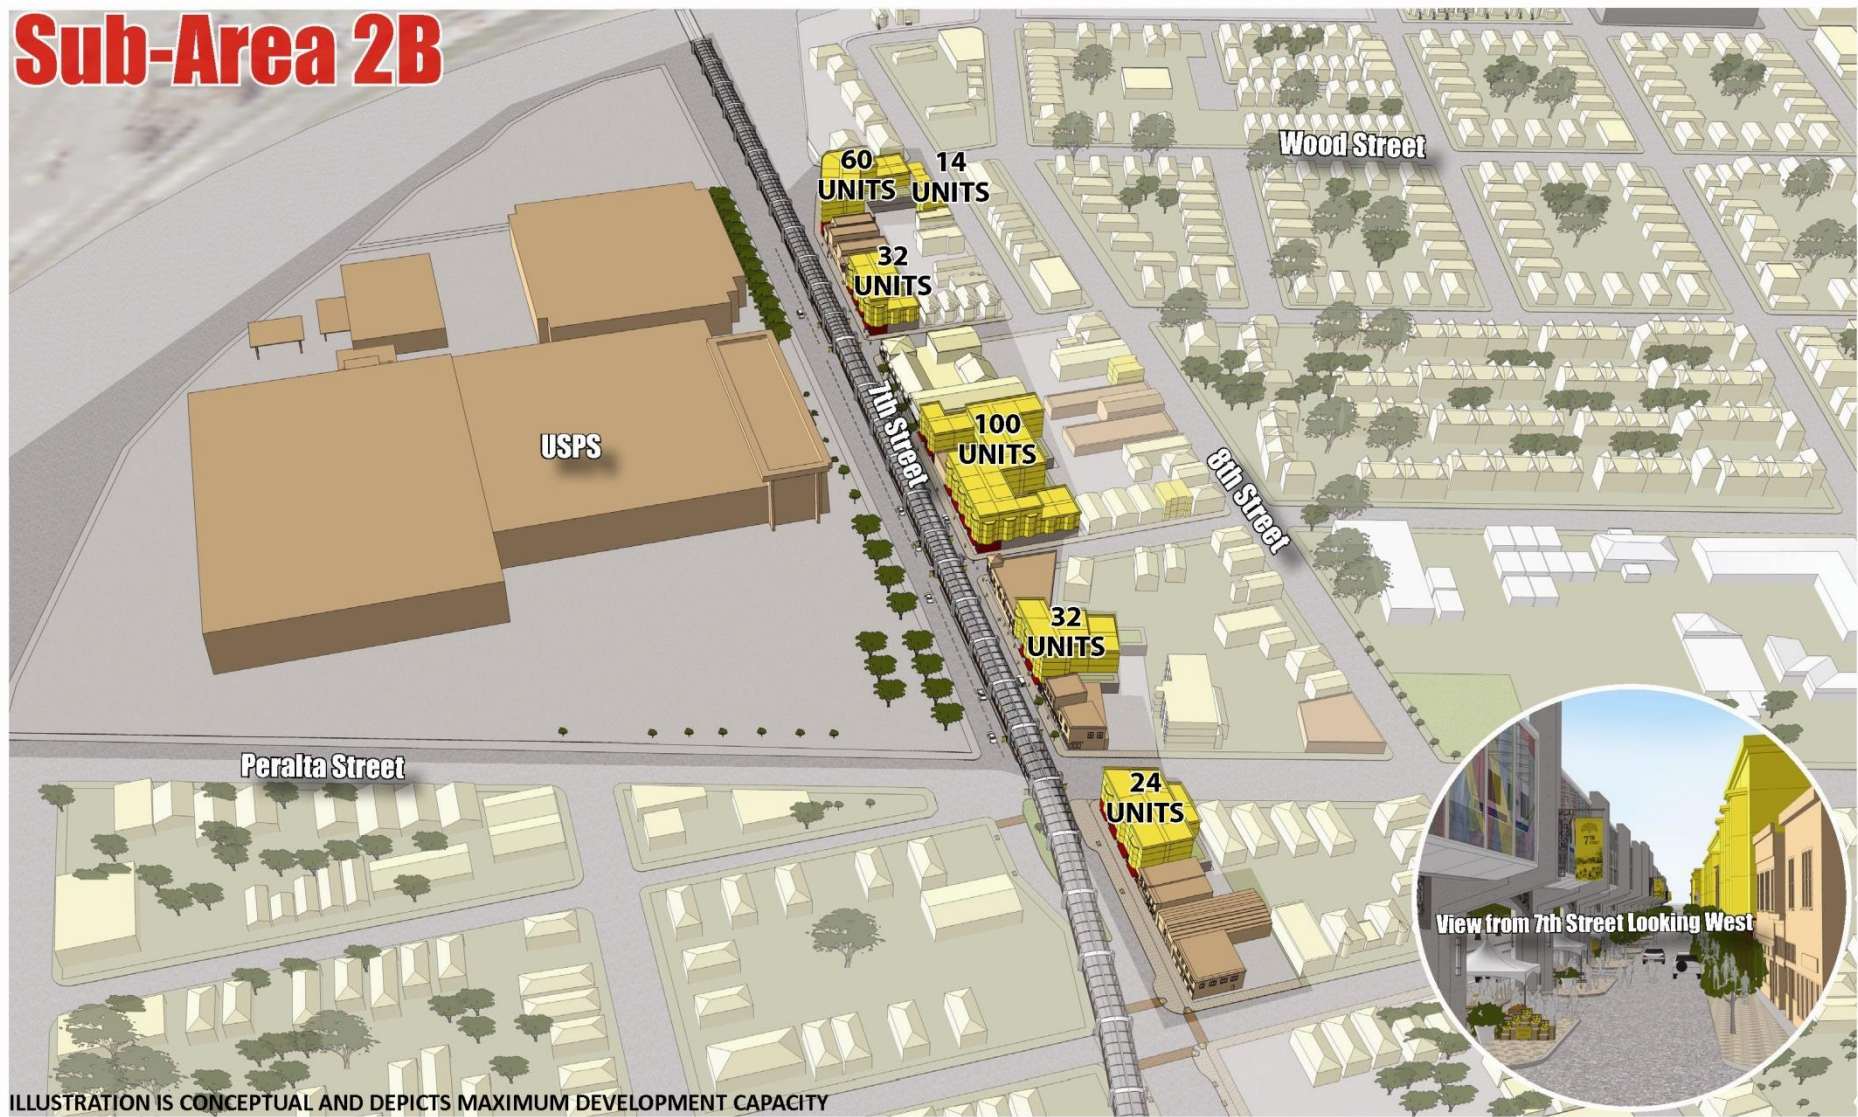 Sub-Area 2B
Wood Street
60
UNITS
14
UNITS
32
UNITS
7th Street
100
UNITS
USPS
8th Street
32
UNITS
Peralta Street
24
UNITS
7TH
View from 7th Street Looking West
ILLUSTRATION IS CONCEPTUAL AND DEPICTS MAXIMUM DEVELOPMENT CAPACITY